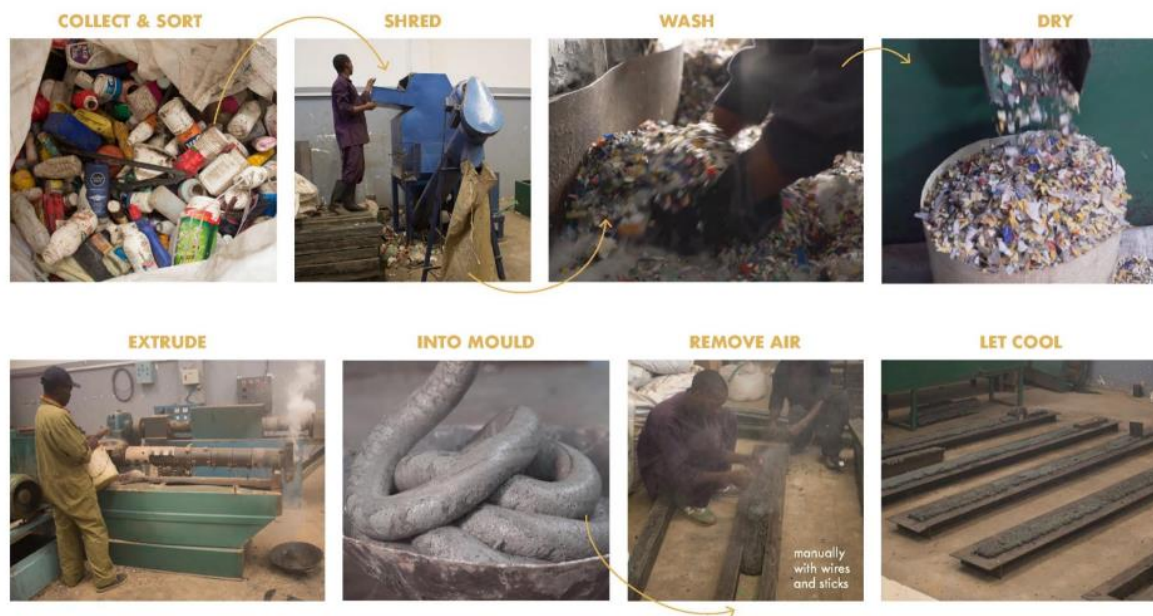 COLLECT & SORT
SHRED
WASH
DRY
EXTRUDE
INTO MOULD
REMOVE AIR
LET COOL
manually
with wires
and sticks